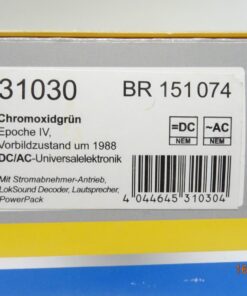 31030 BR 151 074
Chromoxidgrün
Epoche IV,
Vorbildzustand um 1988
DC/AC-Universalelektronik
=DC
NEM
~AC
NEM
Mit Stromabnehmer-Antrieb,
LokSound Decoder, Lautsprecher,
PowerPack
4 044645 310304